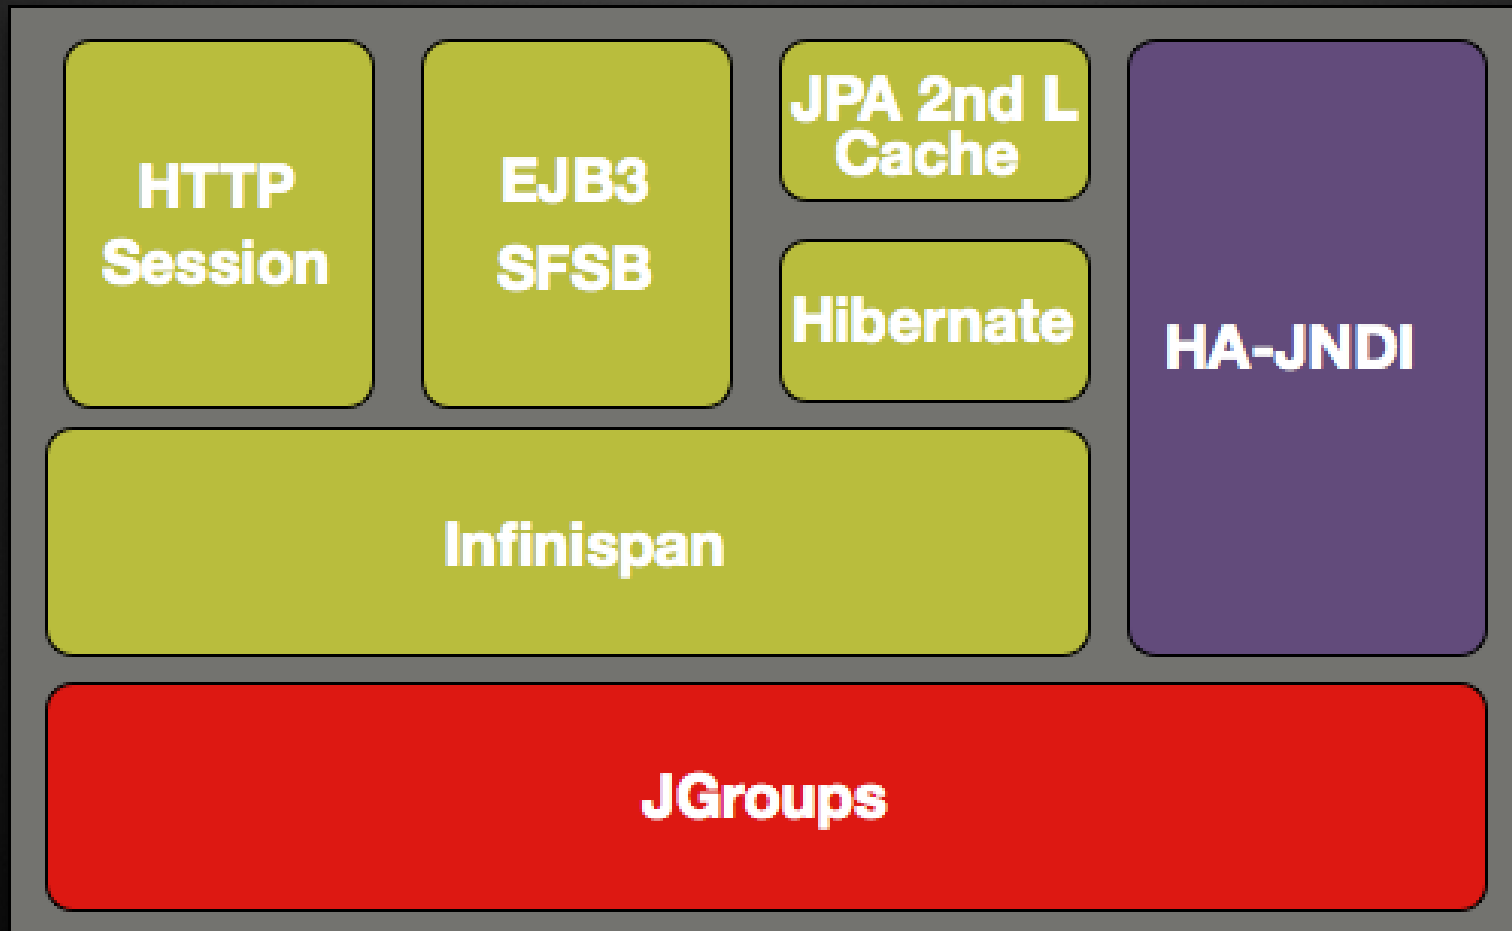 HTTP
Session
EJB3
SFSB
JPA 2nd L
Cache
Hibernate
HA-JNDI
Infinispan
JGroups